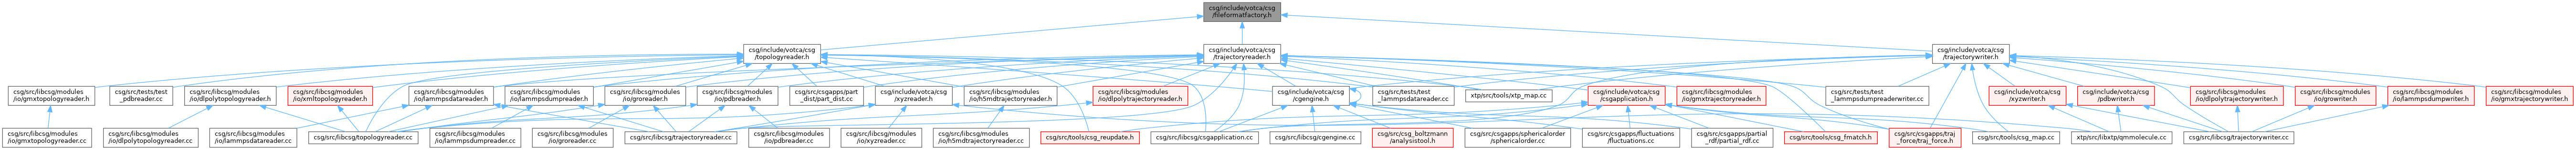 csg/include/votca/csg
/fileformatfactory.h
csg/include/votca/csg
/topologyreader.h
csg/include/votca/csg
/trajectoryreader.h
csg/include/votca/csg
/trajectorywriter.h
csg/src/libcsg/modules
/io/gmxtopologyreader.h
csg/src/tests/test
_pdbreader.cc
csg/src/libcsg/modules
/io/dlpolytopologyreader.h
csg/src/libcsg/modules
/io/xmltopologyreader.h
csg/src/libcsg/modules
/io/lammpsdatareader.h
csg/src/libcsg/modules
/io/lammpsdumpreader.h
csg/src/libcsg/modules
/io/groreader.h
csg/src/libcsg/modules
/io/pdbreader.h
csg/src/csgapps/part
_dist/part_dist.cc
csg/include/votca/csg
/xyzreader.h
csg/src/libcsg/modules
/io/h5mdtrajectoryreader.h
csg/src/libcsg/modules
/io/dlpolytrajectoryreader.h
csg/include/votca/csg
/cgengine.h
csg/src/tests/test
_lammpsdatareader.cc
xtp/src/tools/xtp_map.cc
csg/include/votca/csg
/csgapplication.h
csg/src/libcsg/modules
/io/gmxtrajectoryreader.h
csg/src/tests/test
_lammpsdumpreaderwriter.cc
csg/include/votca/csg
/xyzwriter.h
csg/include/votca/csg
/pdbwriter.h
csg/src/libcsg/modules
/io/dlpolytrajectorywriter.h
csg/src/libcsg/modules
/io/growriter.h
csg/src/libcsg/modules
/io/lammpsdumpwriter.h
csg/src/libcsg/modules
/io/gmxtrajectorywriter.h
csg/src/libcsg/modules
/io/gmxtopologyreader.cc
csg/src/libcsg/modules
/io/dlpolytopologyreader.cc
csg/src/libcsg/modules
/io/lammpsdatareader.cc
csg/src/libcsg/topologyreader.cc
csg/src/libcsg/modules
/io/lammpsdumpreader.cc
csg/src/libcsg/modules
/io/groreader.cc
csg/src/libcsg/trajectoryreader.cc
csg/src/libcsg/modules
/io/pdbreader.cc
csg/src/libcsg/modules
/io/xyzreader.cc
csg/src/libcsg/modules
/io/h5mdtrajectoryreader.cc
csg/src/tools/csg_reupdate.h
csg/src/libcsg/csgapplication.cc
csg/src/libcsg/cgengine.cc
csg/src/csg_boltzmann
/analysistool.h
csg/src/csgapps/sphericalorder
/sphericalorder.cc
csg/src/csgapps/fluctuations
/fluctuations.cc
csg/src/csgapps/partial
_rdf/partial_rdf.cc
csg/src/tools/csg_fmatch.h
csg/src/csgapps/traj
_force/traj_force.h
csg/src/tools/csg_map.cc
xtp/src/libxtp/qmmolecule.cc
csg/src/libcsg/trajectorywriter.cc